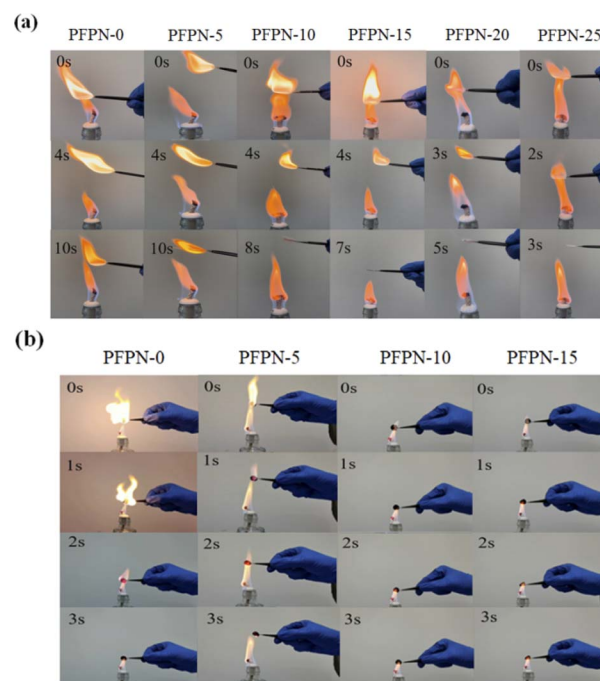 (a)
PFPN-0 PFPN-5 PFPN-10 PFPN-15 PFPN-20 PFPN-25
0s 0s 0s 0s 0s 0s
4s 4s 4s 4s 3s 2s
10s 10s 8s 7s 5s 3s
(b)
PFPN-0 PFPN-5 PFPN-10 PFPN-15
0s 0s 0s 0s
1s 1s 1s 1s
2s 2s 2s 2s
3s 3s 3s 3s